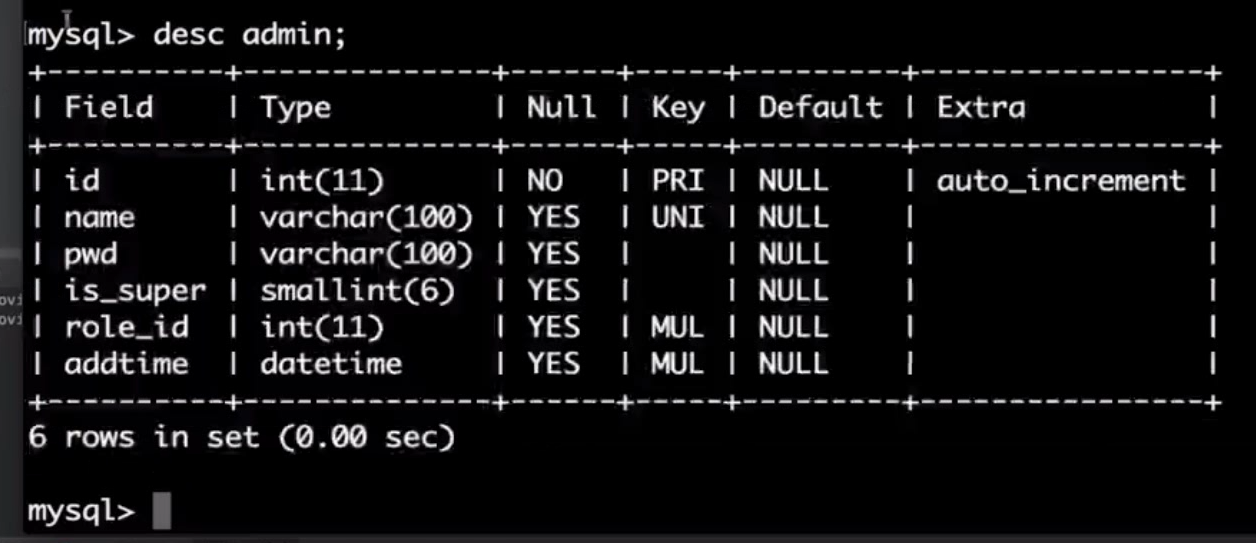 mysql> desc admin;
+----------+--------------+------+-----+---------+----------------+
| Field    | Type         | Null | Key | Default | Extra          |
+----------+--------------+------+-----+---------+----------------+
| id       | int(11)      | NO   | PRI | NULL    | auto_increment |
| name     | varchar(100) | YES  | UNI | NULL    |                |
| pwd      | varchar(100) | YES  |     | NULL    |                |
| is_super | smallint(6)  | YES  |     | NULL    |                |
| role_id  | int(11)      | YES  | MUL | NULL    |                |
| addtime  | datetime     | YES  | MUL | NULL    |                |
+----------+--------------+------+-----+---------+----------------+
6 rows in set (0.00 sec)
mysql>